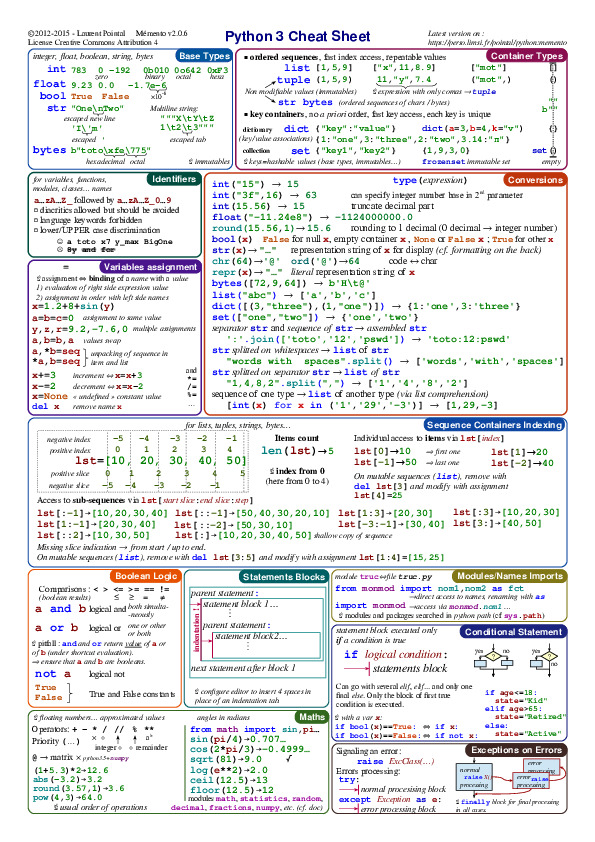 ©2012-2015 - Laurent Pointal Mémento v2.0.6
License Creative Commons Attribution 4
Python 3 Cheat Sheet
Latest version on :
https://perso.limsi.fr/pointal/python:memento
integer, float, boolean, string, bytes
Base Types
int 783 0 -192 0b010 0o642 0xF3
zero binary octal hexa
float 9.23 0.0 -1.7e-6
×10⁻⁶
bool True False
str "One\nTwo"
escaped new line
'I\'m'
escaped '
Multiline string:
"""X\tY\tZ
1\t2\t3"""
escaped tab
bytes b"toto\xfe\775"
hexadecimal octal
immutables
Container Types
■ ordered sequences, fast index access, repeatable values
list [1,5,9] ["x",11,8.9] ["mot"] []
tuple (1,5,9) 11,"y",7.4 ("mot",) ()
Non modifiable values (immutables) expression with only comas → tuple
str bytes (ordered sequences of chars / bytes)
■ key containers, no a priori order, fast key access, each key is unique
dictionary dict {"key":"value"} dict(a=3,b=4,k="v") {}
(key/value associations) {1:"one",3:"three",2:"two",3.14:"π"}
collection set {"key1","key2"} {1,9,3,0} set()
keys=hashable values (base types, immutables…) frozenset immutable set empty
Identifiers
for variables, functions,
modules, classes… names
a…zA…Z_ followed by a…zA…Z_0…9
□ diacritics allowed but should be avoided
□ language keywords forbidden
□ lower/UPPER case discrimination
☺ a toto x7 y_max BigOne
☹ 8y and for
= Variables assignment
assignment ⇔ binding of a name with a value
1) evaluation of right side expression value
2) assignment in order with left side names
x=1.2+8+sin(y)
a=b=c=0 assignment to same value
y,z,r=9.2,-7.6,0 multiple assignments
a,b=b,a values swap
a,*b=seq
*a,b=seq
unpacking of sequence in
item and list
x+=3 increment ⇔ x=x+3
x-=2 decrement ⇔ x=x-2
x=None « undefined » constant value
del x remove name x
and
*=
/=
%=
…
Conversions
int("15") → 15 type(expression)
int("3f",16) → 63 can specify integer number base in 2nd parameter
int(15.56) → 15 truncate decimal part
float("-11.24e8") → -1124000000.0
round(15.56,1)→ 15.6 rounding to 1 decimal (0 decimal → integer number)
bool(x) False for null x, empty container x , None or False x ; True for other x
str(x)→ "…" representation string of x for display (cf. formatting on the back)
chr(64)→'@' ord('@')→64 code ↔ char
repr(x)→ "…" literal representation string of x
bytes([72,9,64]) → b'H\t@'
list("abc") → ['a','b','c']
dict([(3,"three"),(1,"one")]) → {1:'one',3:'three'}
set(["one","two"]) → {'one','two'}
separator str and sequence of str → assembled str
':'.join(['toto','12','pswd']) → 'toto:12:pswd'
str splitted on whitespaces → list of str
"words with spaces".split() → ['words','with','spaces']
str splitted on separator str → list of str
"1,4,8,2".split(",") → ['1','4','8','2']
sequence of one type → list of another type (via list comprehension)
[int(x) for x in ('1','29','-3')] → [1,29,-3]
for lists, tuples, strings, bytes…
Sequence Containers Indexing
negative index -5 -4 -3 -2 -1
positive index 0 1 2 3 4
lst=[10, 20, 30, 40, 50]
positive slice 0 1 2 3 4 5
negative slice -5 -4 -3 -2 -1
Items count
len(lst)→5
index from 0
(here from 0 to 4)
Individual access to items via lst[index]
lst[0]→10 ⇒ first one lst[1]→20
lst[-1]→50 ⇒ last one lst[-2]→40
On mutable sequences (list), remove with
del lst[3] and modify with assignment
lst[4]=25
Access to sub-sequences via lst[start slice:end slice:step]
lst[:-1]→[10,20,30,40] lst[::-1]→[50,40,30,20,10] lst[1:3]→[20,30] lst[:3]→[10,20,30]
lst[1:-1]→[20,30,40] lst[::-2]→[50,30,10] lst[-3:-1]→[30,40] lst[3:]→[40,50]
lst[::2]→[10,30,50] lst[:]→[10,20,30,40,50] shallow copy of sequence
Missing slice indication → from start / up to end.
On mutable sequences (list), remove with del lst[3:5] and modify with assignment lst[1:4]=[15,25]
Boolean Logic
Comparisons : < > <= >= == !=
(boolean results) ≤ ≥ = ≠
a and b logical and both simulta-
-neously
a or b logical or one or other
or both
pitfall : and and or return value of a or
of b (under shortcut evaluation).
⇒ ensure that a and b are booleans.
not a logical not
True
False
True and False constants
Statements Blocks
parent statement :
statement block 1…
⋮
parent statement :
statement block2…
⋮
next statement after block 1
indentation !
configure editor to insert 4 spaces in
place of an indentation tab
module truc⇔file truc.py
Modules/Names Imports
from monmod import nom1,nom2 as fct
→direct access to names, renaming with as
import monmod →access via monmod.nom1 …
modules and packages searched in python path (cf sys.path)
statement block executed only
if a condition is true
Conditional Statement
if logical condition:
statements block
yes no yes no
? ?
Can go with several elif, elif... and only one
final else. Only the block of first true
condition is executed.
with a var x:
if bool(x)==True: ⇔ if x:
if bool(x)==False: ⇔ if not x:
if age<=18:
state="Kid"
elif age>65:
state="Retired"
else:
state="Active"
floating numbers… approximated values angles in radians
Maths
Operators: + - * / // % **
Priority (…) × ÷ aᵇ
integer ÷ ÷ remainder
@ → matrix × python3.5+numpy
(1+5.3)*2→12.6
abs(-3.2)→3.2
round(3.57,1)→3.6
pow(4,3)→64.0
usual order of operations
from math import sin,pi…
sin(pi/4)→0.707…
cos(2*pi/3)→-0.4999…
sqrt(81)→9.0 √
log(e**2)→2.0
ceil(12.5)→13
floor(12.5)→12
modules math, statistics, random,
decimal, fractions, numpy, etc. (cf. doc)
Exceptions on Errors
Signaling an error:
raise ExcClass(…)
Errors processing:
try:
normal procesising block
except Exception as e:
error processing block
normal
raise X()
processing
error
processing
error raise
processing
finally block for final processing
in all cases.